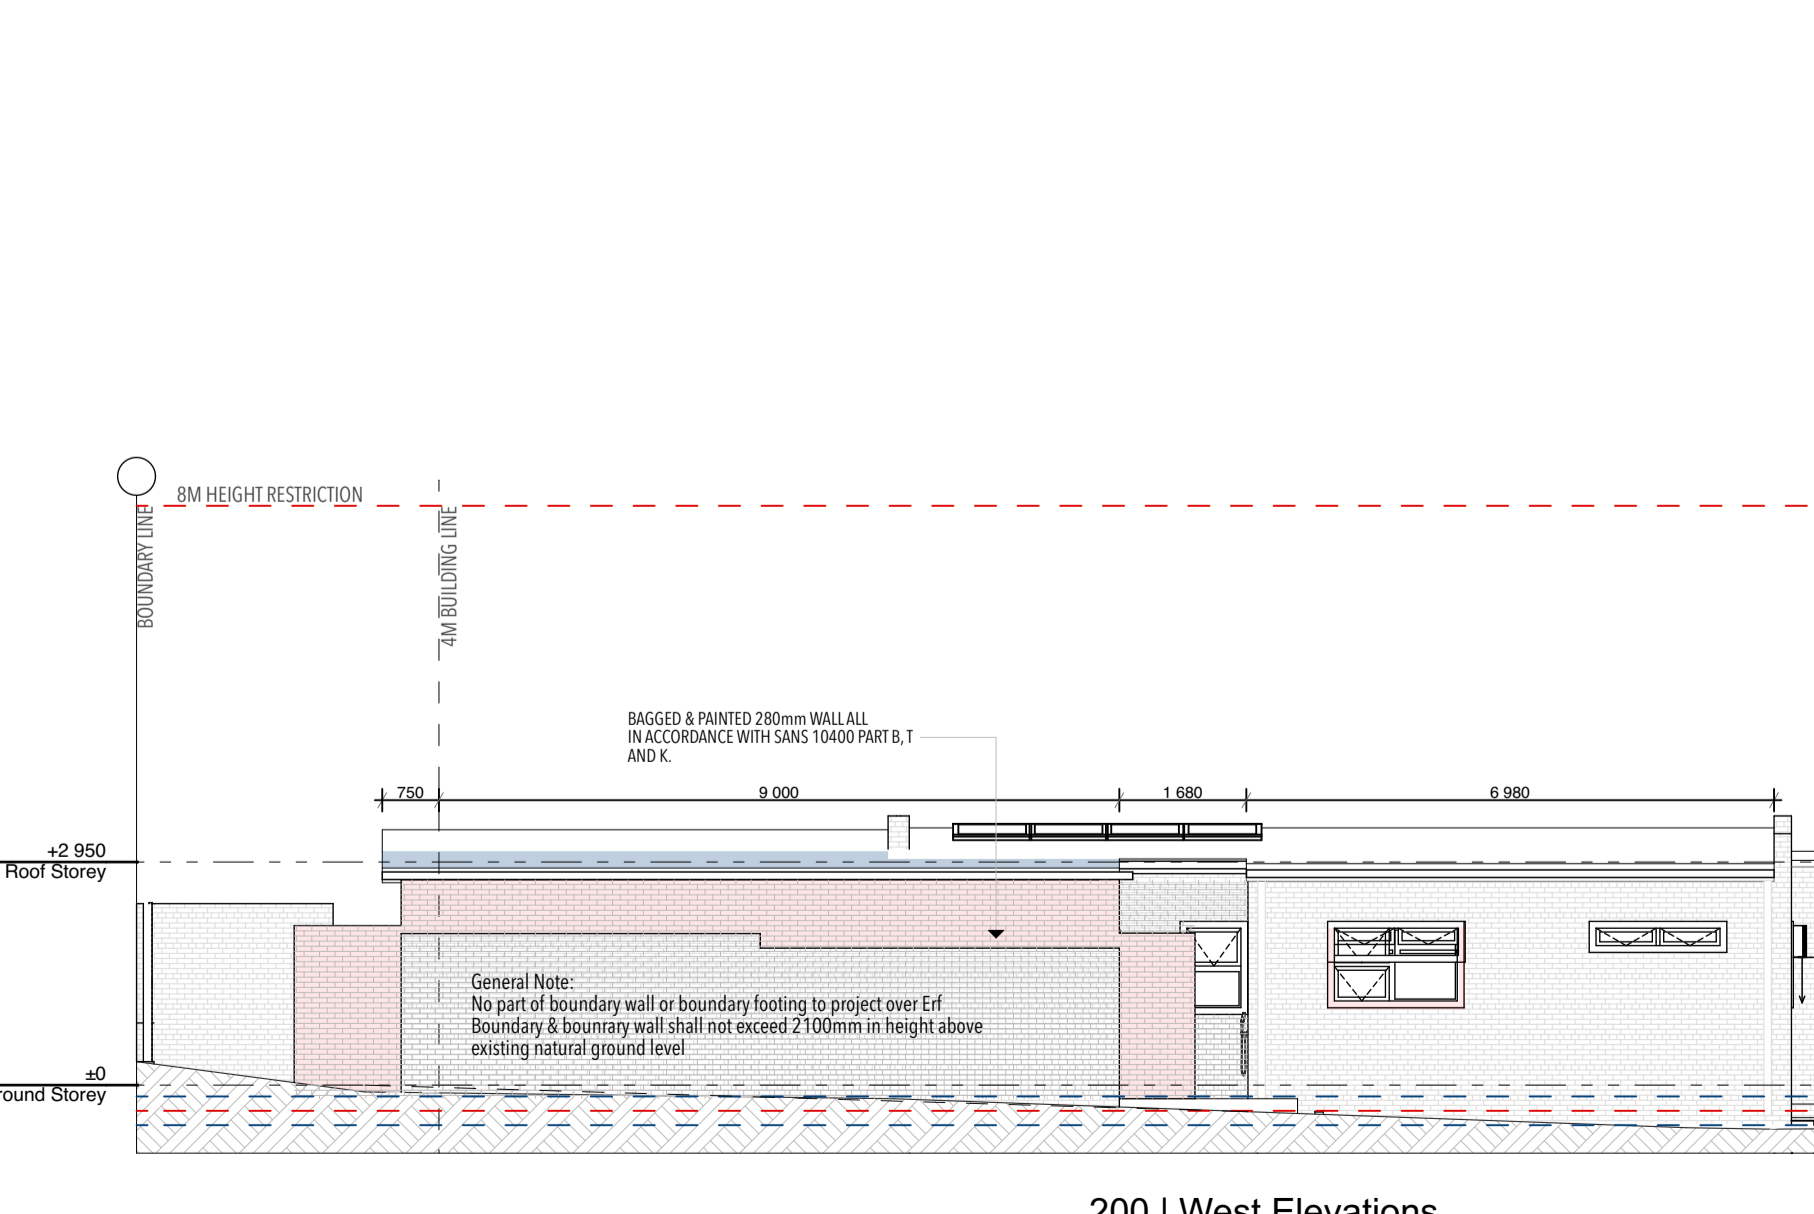 8M HEIGHT RESTRICTION
BOUNDARY LINE
4M BUILDING LINE
BAGGED & PAINTED 280mm WALL ALL
IN ACCORDANCE WITH SANS 10400 PART B, T
AND K.
750
9 000
1 680
6 980
+2 950
Roof Storey
General Note:
No part of boundary wall or boundary footing to project over Erf
Boundary & bounrary wall shall not exceed 2100mm in height above
existing natural ground level
±0
round Storey
200 | West Elevations